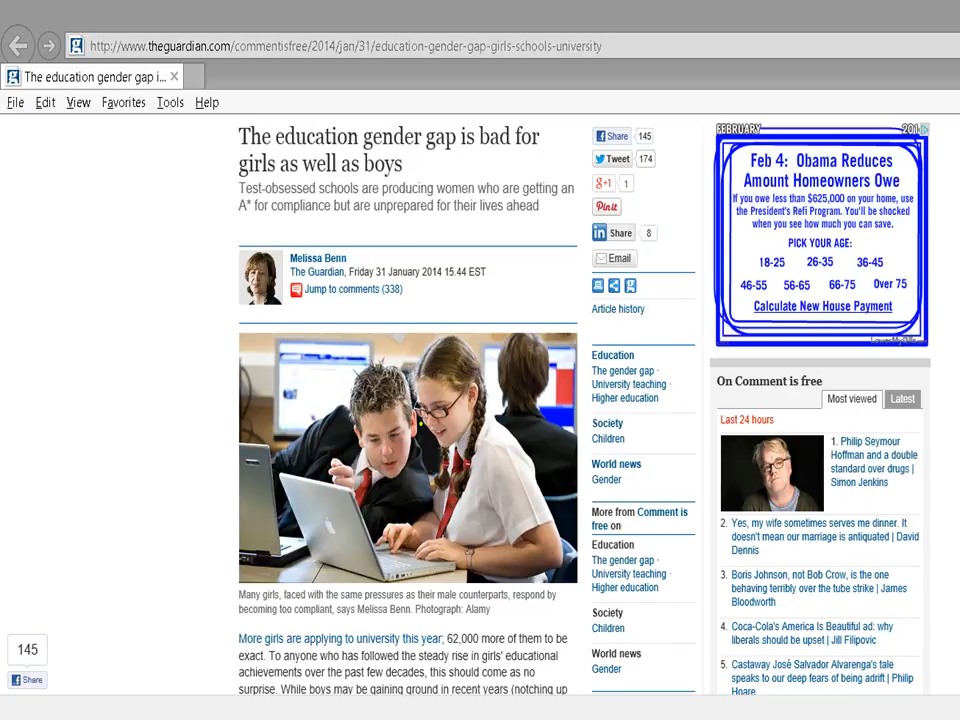 http://www.theguardian.com/commentisfree/2014/jan/31/education-gender-gap-girls-schools-university
The education gender gap i...
File Edit View Favorites Tools Help
The education gender gap is bad for
girls as well as boys
Test-obsessed schools are producing women who are getting an
A* for compliance but are unprepared for their lives ahead
Melissa Benn
The Guardian, Friday 31 January 2014 15.44 EST
Jump to comments (338)
Many girls, faced with the same pressures as their male counterparts, respond by
becoming too compliant, says Melissa Benn. Photograph: Alamy
More girls are applying to university this year; 62,000 more of them to be
exact. To anyone who has followed the steady rise in girls' educational
achievements over the past few decades, this should come as no
surprise. While boys may be gaining ground in recent years (notching up
145
Share
Share 145
Tweet 174
g+1 1
Pin it
in Share 8
Email
Article history
Education
The gender gap ·
University teaching ·
Higher education
Society
Children
World news
Gender
More from Comment is
free on
Education
The gender gap ·
University teaching ·
Higher education
Society
Children
World news
Gender
FEBRUARY 201
Feb 4: Obama Reduces
Amount Homeowners Owe
If you owe less than $625,000 on your home, use
the President's Refi Program. You'll be shocked
when you see how much you can save.
PICK YOUR AGE:
18-25 26-35 36-45
46-55 56-65 66-75 Over 75
Calculate New House Payment
On Comment is free
Most viewed Latest
Last 24 hours
1. Philip Seymour
Hoffman and a double
standard over drugs |
Simon Jenkins
2. Yes, my wife sometimes serves me dinner. It
doesn't mean our marriage is antiquated | David
Dennis
3. Boris Johnson, not Bob Crow, is the one
behaving terribly over the tube strike | James
Bloodworth
4. Coca-Cola's America Is Beautiful ad: why
liberals should be upset | Jill Filipovic
5. Castaway José Salvador Alvarenga's tale
speaks to our deep fears of being adrift | Philip
Hoare